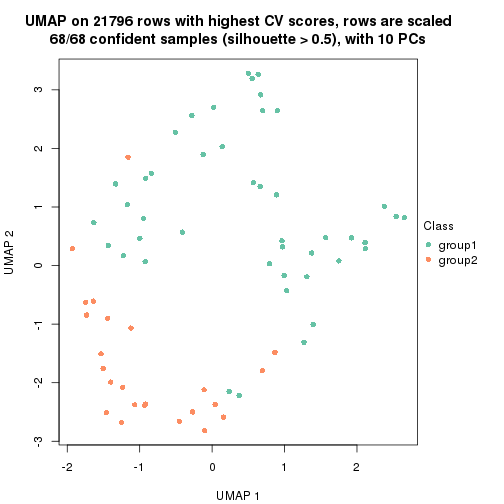 UMAP on 21796 rows with highest CV scores, rows are scaled
68/68 confident samples (silhouette > 0.5), with 10 PCs
3
2
1
0
-1
-2
-3
UMAP 2
-2 -1 0 1 2
UMAP 1
Class
group1
group2